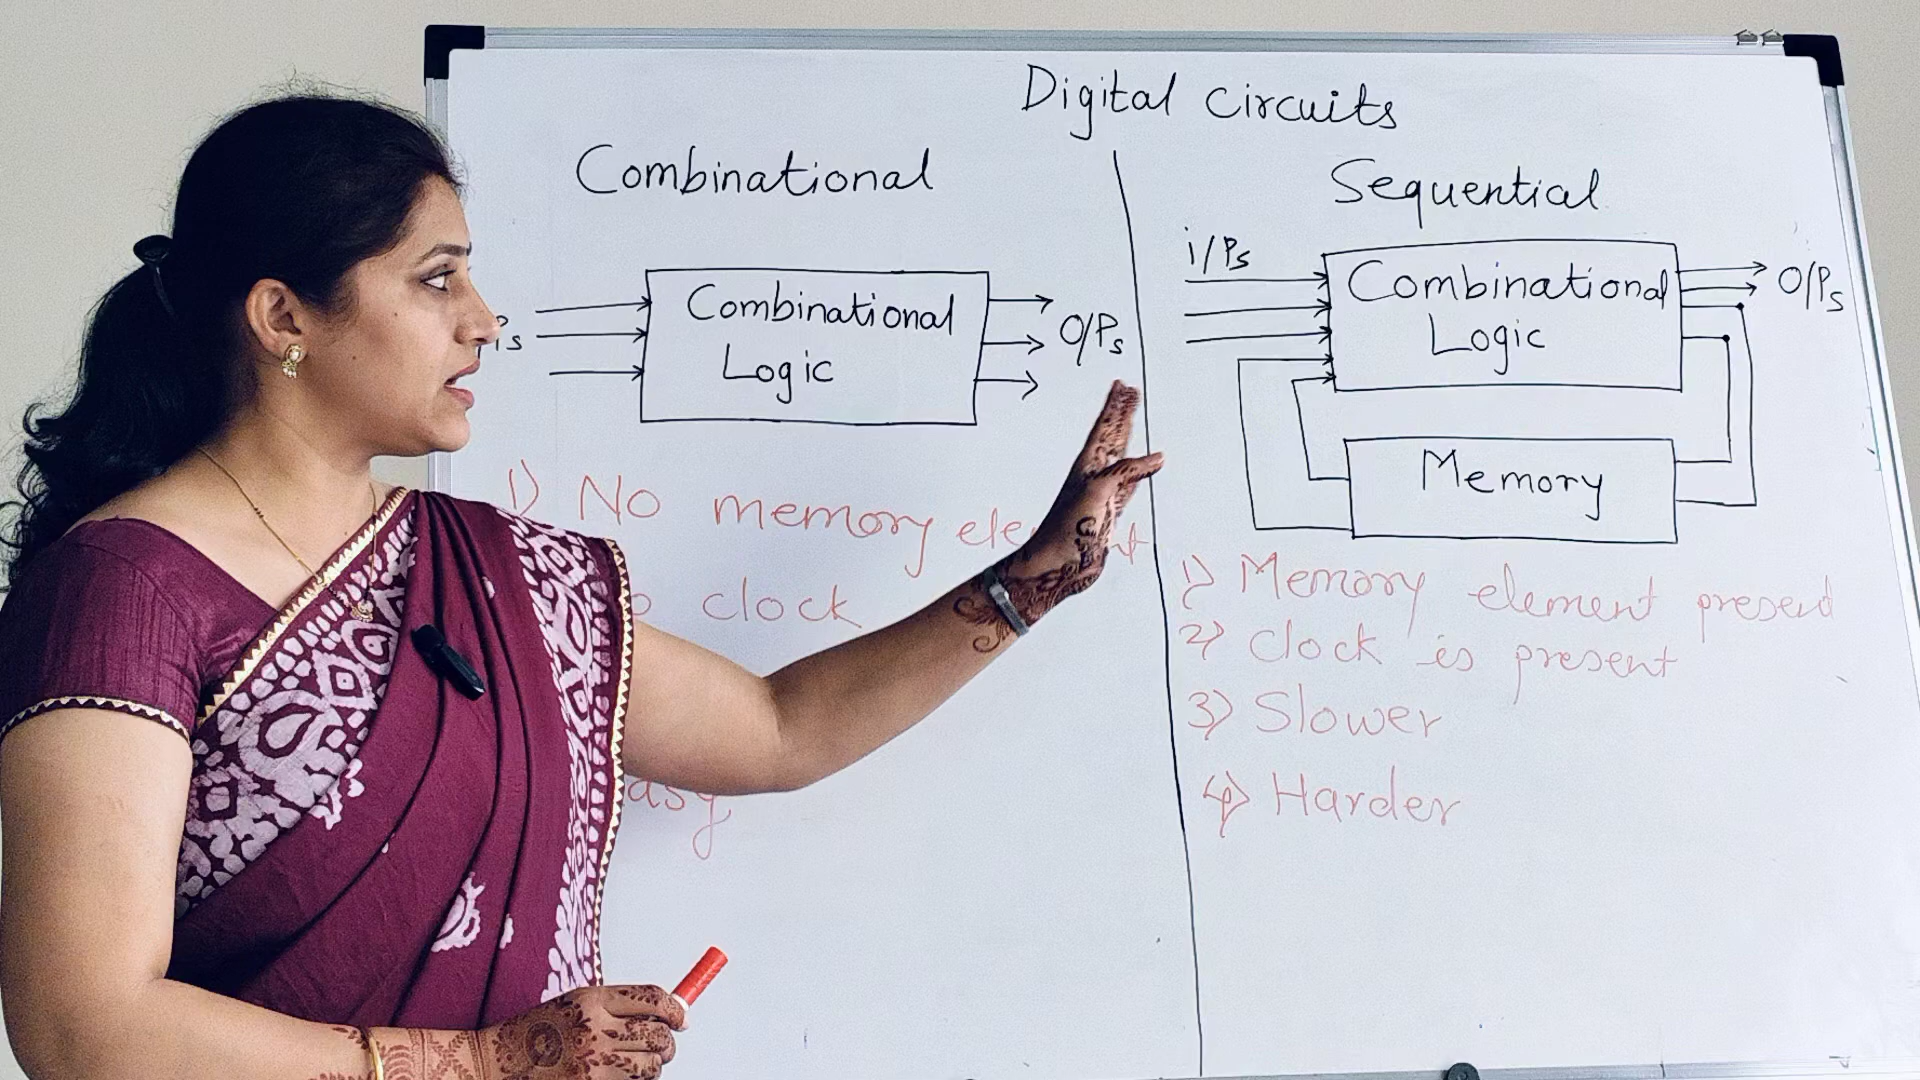 Digital Circuits
Combinational
Combinational
Logic
O/Ps
1) No memory
clock
Sequential
i/Ps
Combinational
Logic
O/Ps
Memory
1) Memory element present
2) Clock is present
3) Slower
4) Harder